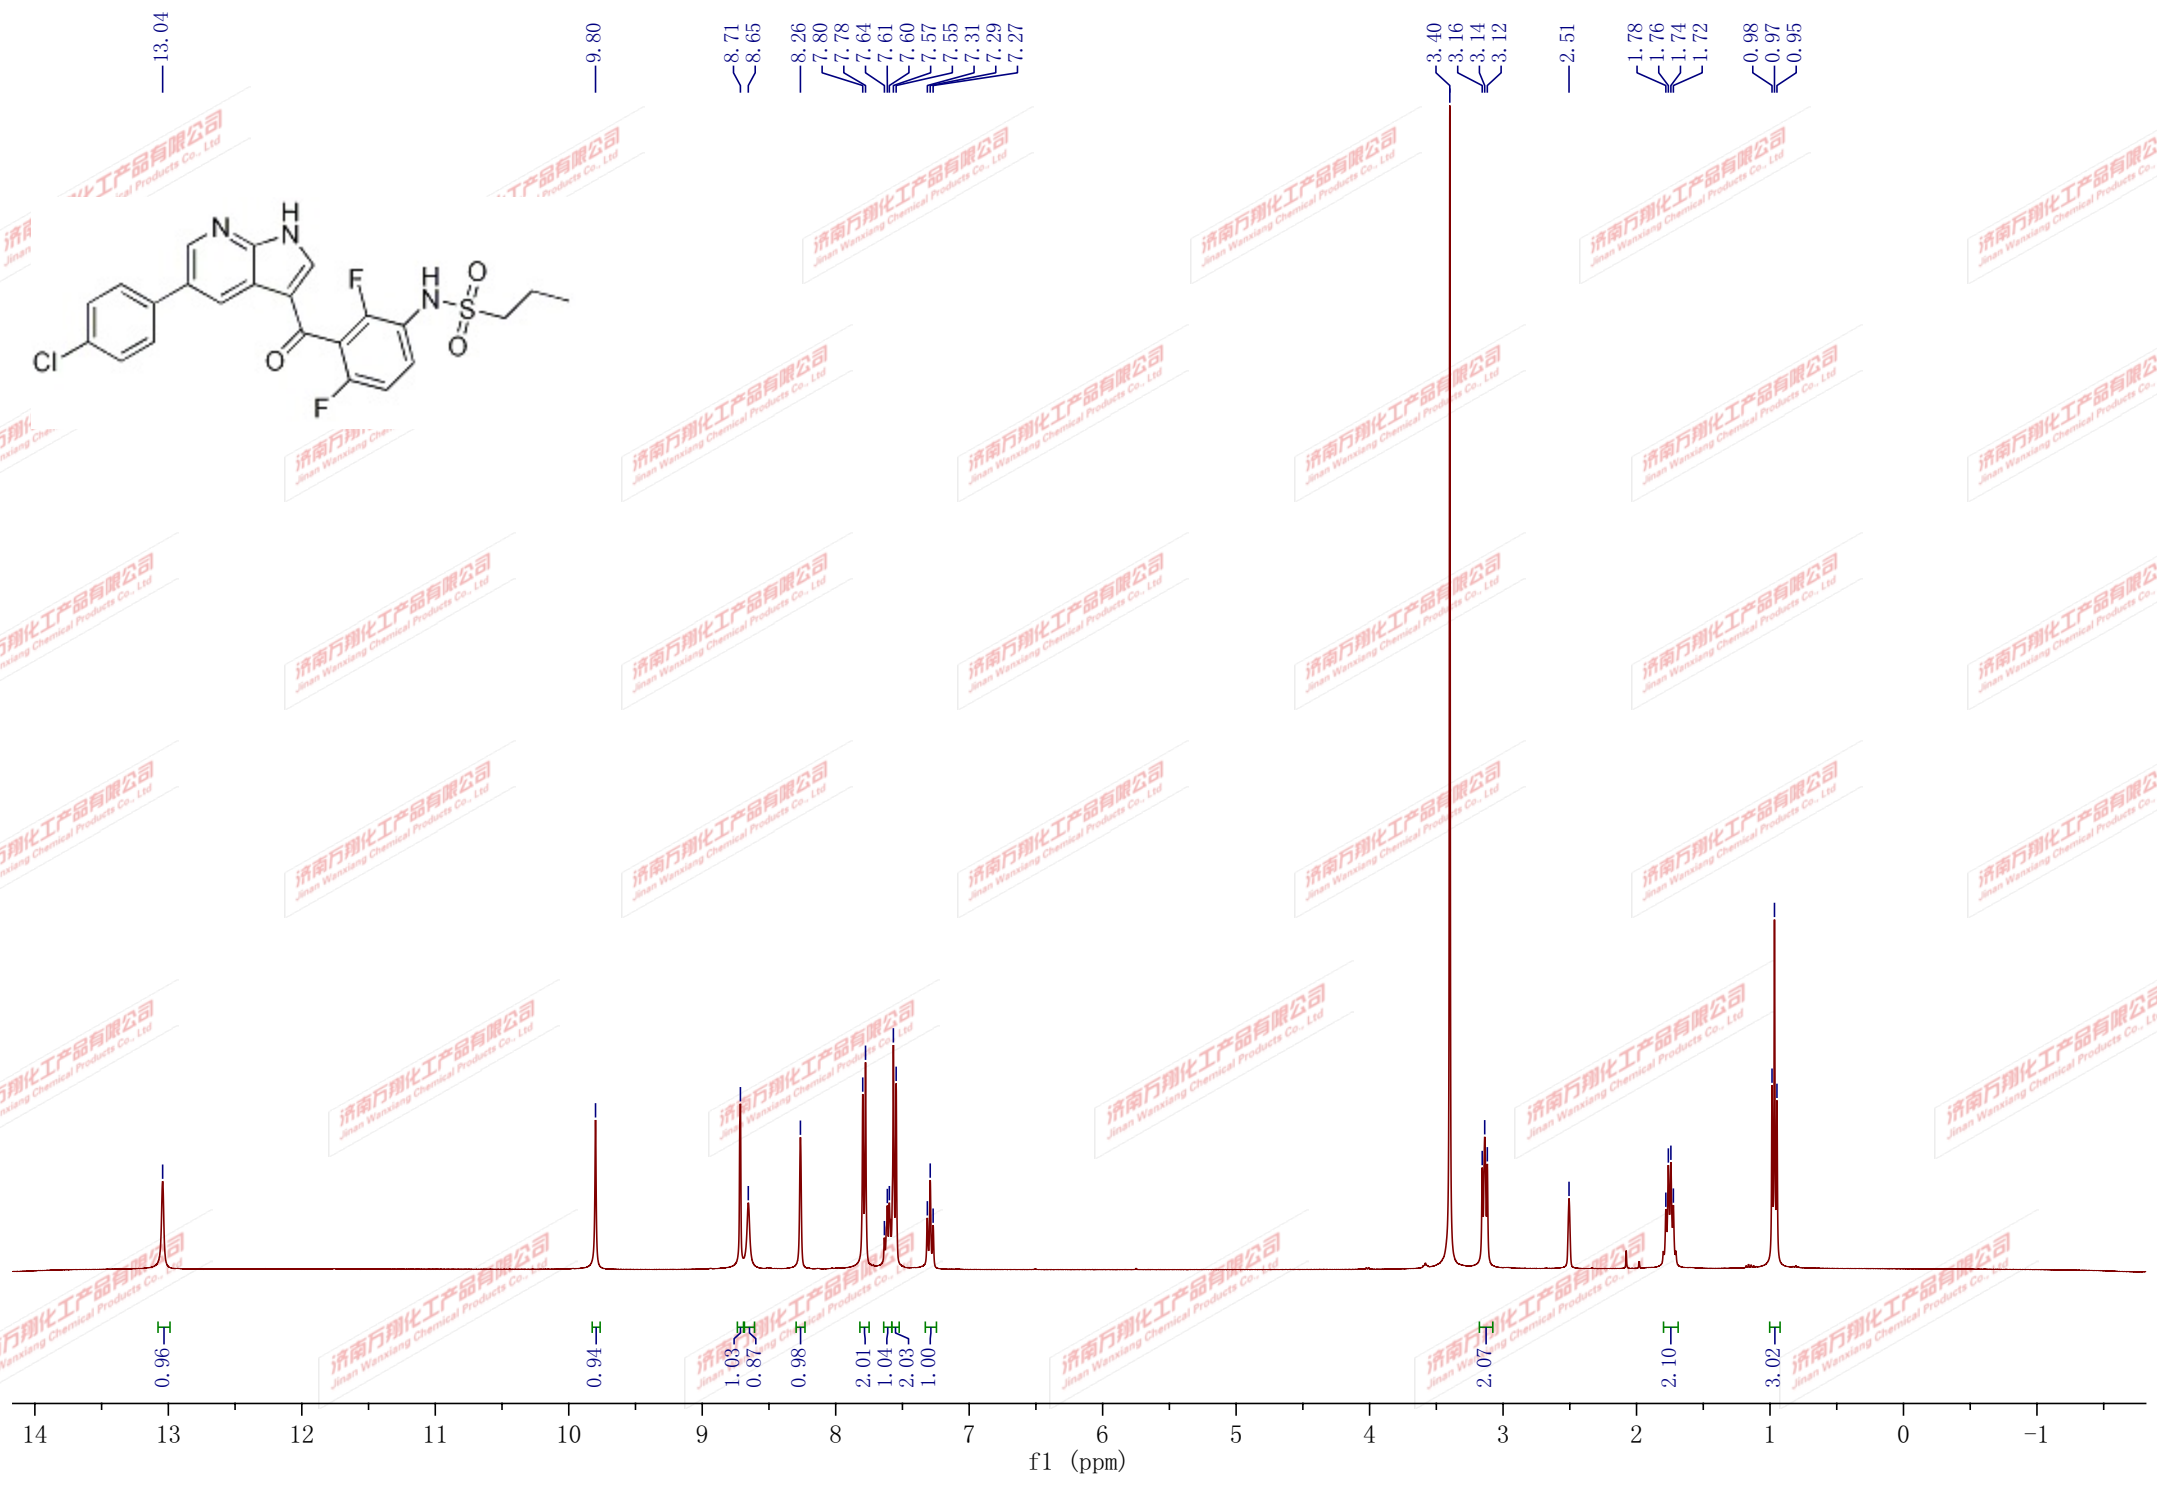 13.04
9.80
8.71
8.65
8.26
7.80
7.78
7.64
7.61
7.60
7.57
7.55
7.31
7.29
7.27
3.40
3.16
3.14
3.12
2.51
1.78
1.76
1.74
1.72
0.98
0.97
0.95
济南万翔化工产品有限公司
Jinan Wanxiang Chemical Products Co., Ltd
N
H
N
F
H
N
O
S
O
O
Cl
F
0.96
0.94
1.03
0.87
0.98
2.01
1.04
2.03
1.00
2.07
2.10
3.02
14 13 12 11 10 9 8 7 6 5 4 3 2 1 0 -1
f1 (ppm)